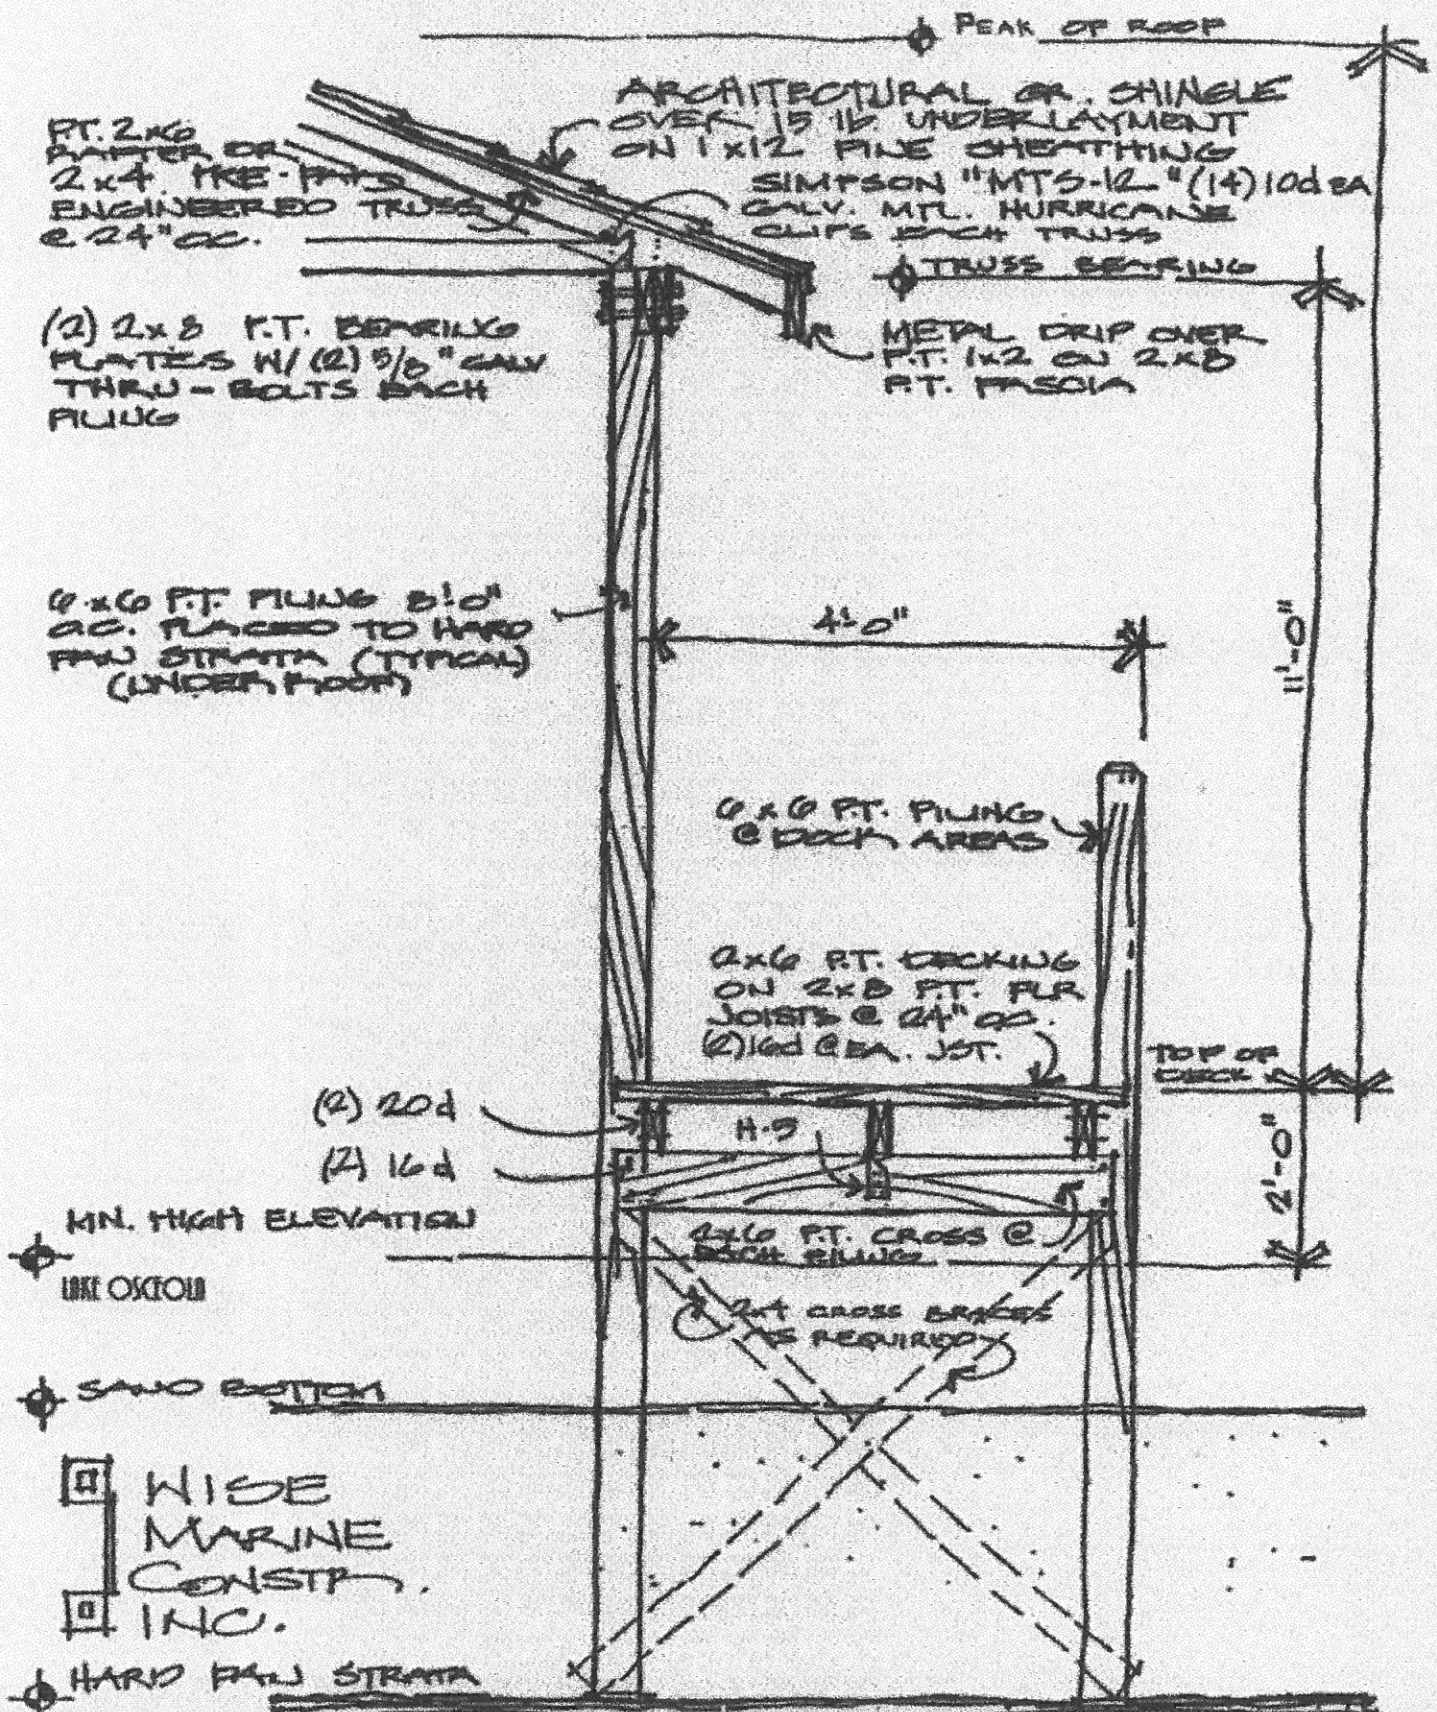 PEAK OF ROOF
ARCHITECTURAL GR. SHINGLE
OVER 15 lb. UNDERLAYMENT
ON 1x12 PINE SHEATHING
P.T. 2x6
RAFTER OR
2x4 PRE-FAB
ENGINEERED TRUSS
@ 24" OC.
SIMPSON "MTS-12" (14) 10d EA
GALV. MTL. HURRICANE
CLIPS EACH TRUSS
TRUSS BEARING
(2) 2x8 P.T. BEARING
PLATES W/ (2) 5/8" GALV
THRU-BOLTS EACH
PILING
METAL DRIP OVER
P.T. 1x2 ON 2x8
P.T. FASCIA
6x6 P.T. PILING 8'0"
O.C. PLACED TO HARD
PAN STRATA (TYPICAL)
(UNDER ROOF)
4'-0"
11'-0"
6x6 P.T. PILING
@ DOCK AREAS
2x6 P.T. DECKING
ON 2x8 P.T. FLR
JOISTS @ 24" OC.
(2) 16d @ EA. JST.
TOP OF
DECK
(2) 20d
H-5
(2) 16d
2'-0"
MN. HIGH ELEVATION
LAKE OSCEOLA
2x6 P.T. CROSS @
EACH PILING
2x4 CROSS BRACES
AS REQUIRED
SAND BOTTOM
WISE
MARINE
CONSTR.
INC.
HARD PAN STRATA